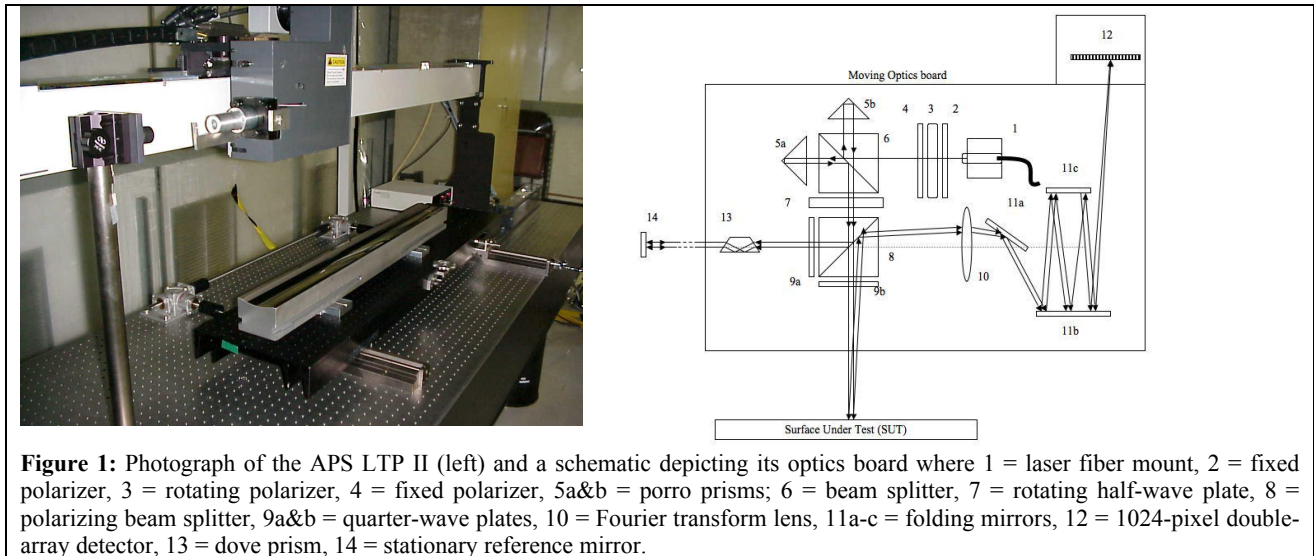 CAUTION
Moving Optics board
12
5b
4
3
2
1
5a
6
11c
7
11a
14
13
8
9a
9b
10
11b
Surface Under Test (SUT)
Figure 1: Photograph of the APS LTP II (left) and a schematic depicting its optics board where 1 = laser fiber mount, 2 = fixed
polarizer, 3 = rotating polarizer, 4 = fixed polarizer, 5a&b = porro prisms; 6 = beam splitter, 7 = rotating half-wave plate, 8 =
polarizing beam splitter, 9a&b = quarter-wave plates, 10 = Fourier transform lens, 11a-c = folding mirrors, 12 = 1024-pixel double-
array detector, 13 = dove prism, 14 = stationary reference mirror.